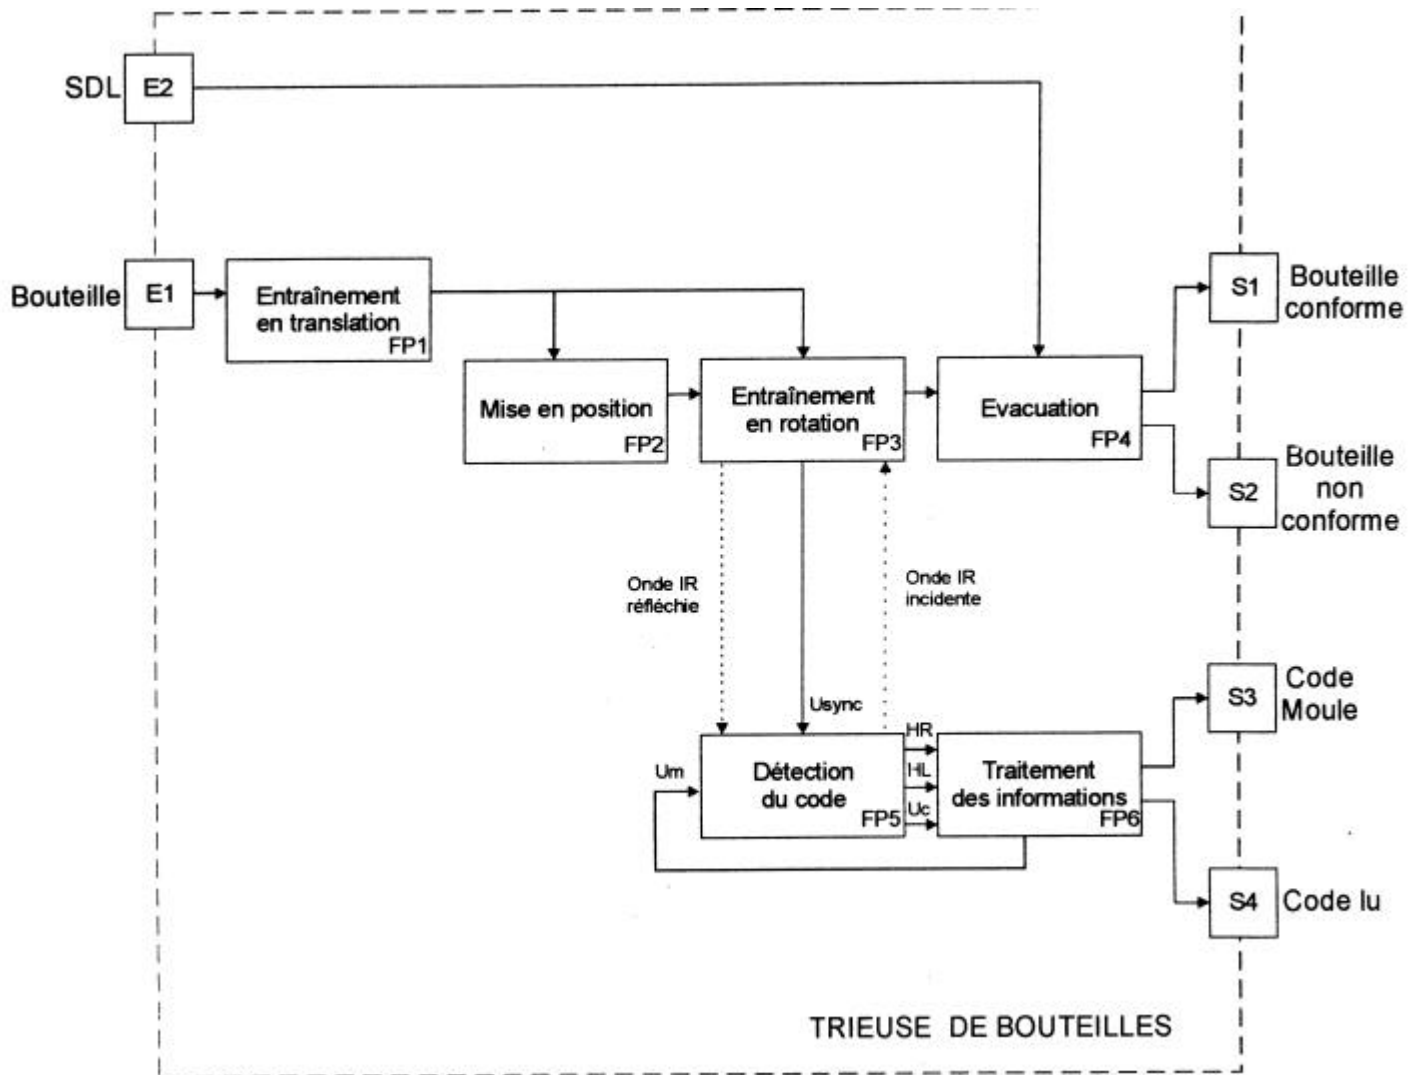 SDL
E2
Bouteille
E1
Entraînement
en translation
FP1
Mise en position
FP2
Entraînement
en rotation
FP3
Evacuation
FP4
S1
Bouteille
conforme
S2
Bouteille
non
conforme
Onde IR
réfléchie
Onde IR
incidente
Usync
Um
Détection
du code
FP5
HR
HL
Uc
Traitement
des informations
FP6
S3
Code
Moule
S4
Code lu
TRIEUSE DE BOUTEILLES